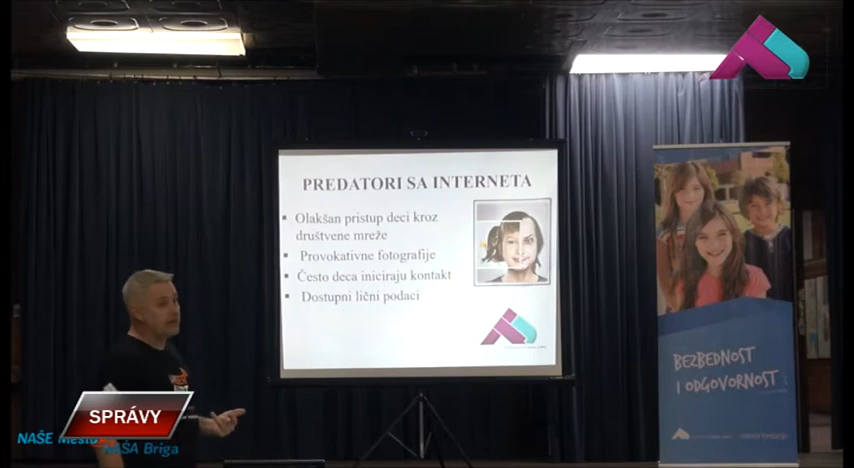 PREDATORI SA INTERNETA
Olakšan pristup deci kroz
društvene mreže
Provokativne fotografije
Često deca iniciraju kontakt
Dostupni lični podaci
BEZBEDNOST
I ODGOVORNOST
SPRÁVY
NAŠE Mesto
NAŠA Briga